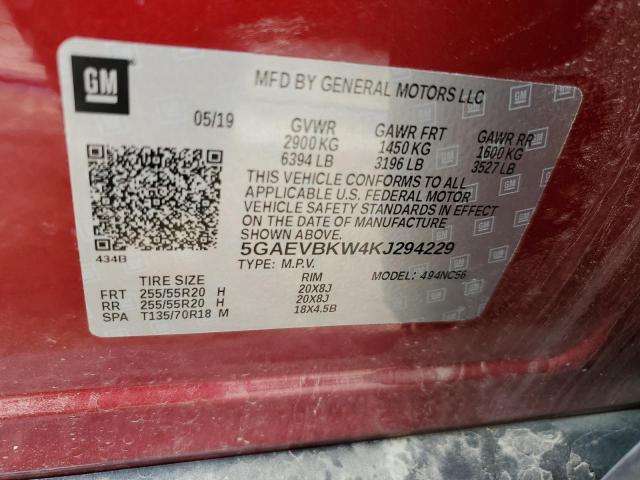 GM
MFD BY GENERAL MOTORS LLC
05/19 GVWR GAWR FRT GAWR RR
2900 KG 1450 KG 1600 KG
6394 LB 3196 LB 3527 LB
THIS VEHICLE CONFORMS TO ALL
APPLICABLE U.S. FEDERAL MOTOR
VEHICLE SAFETY STANDARDS IN EFFECT
ON THE DATE OF MANUFACTURE
SHOWN ABOVE.
5GAEVBKW4KJ294229
434B
TYPE: M.P.V. MODEL: 494NC56
TIRE SIZE RIM
FRT 255/55R20 H 20X8J
RR 255/55R20 H 20X8J
SPA T135/70R18 M 18X4.5B